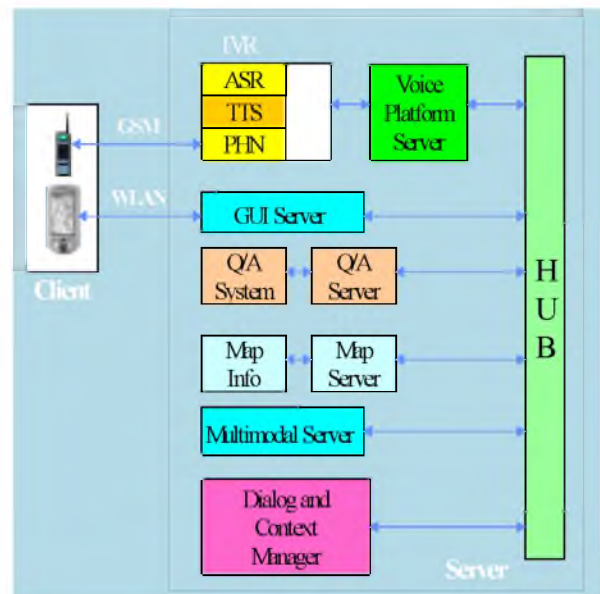 IVR
ASR
TTS
PHN
Voice
Platform
Server
GSM
WLAN
Client
GUI Server
Q/A
System
Q/A
Server
Map
Info
Map
Server
Multimodal Server
Dialog and
Context
Manager
H
U
B
Server